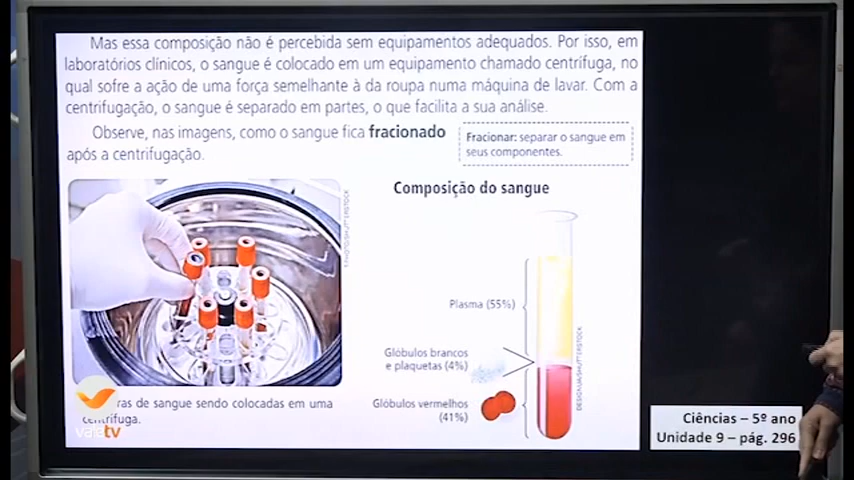 Mas essa composição não é percebida sem equipamentos adequados. Por isso, em
laboratórios clínicos, o sangue é colocado em um equipamento chamado centrífuga, no
qual sofre a ação de uma força semelhante à da roupa numa máquina de lavar. Com a
centrifugação, o sangue é separado em partes, o que facilita a sua análise.
Observe, nas imagens, como o sangue fica fracionado
após a centrifugação.
Fracionar: separar o sangue em
seus componentes.
Composição do sangue
Plasma (55%)
Glóbulos brancos
e plaquetas (4%)
Glóbulos vermelhos
(41%)
DESIGNUA/SHUTTERSTOCK
ras de sangue sendo colocadas em uma
centrífuga.
tv
Ciências – 5º ano
Unidade 9 – pág. 296